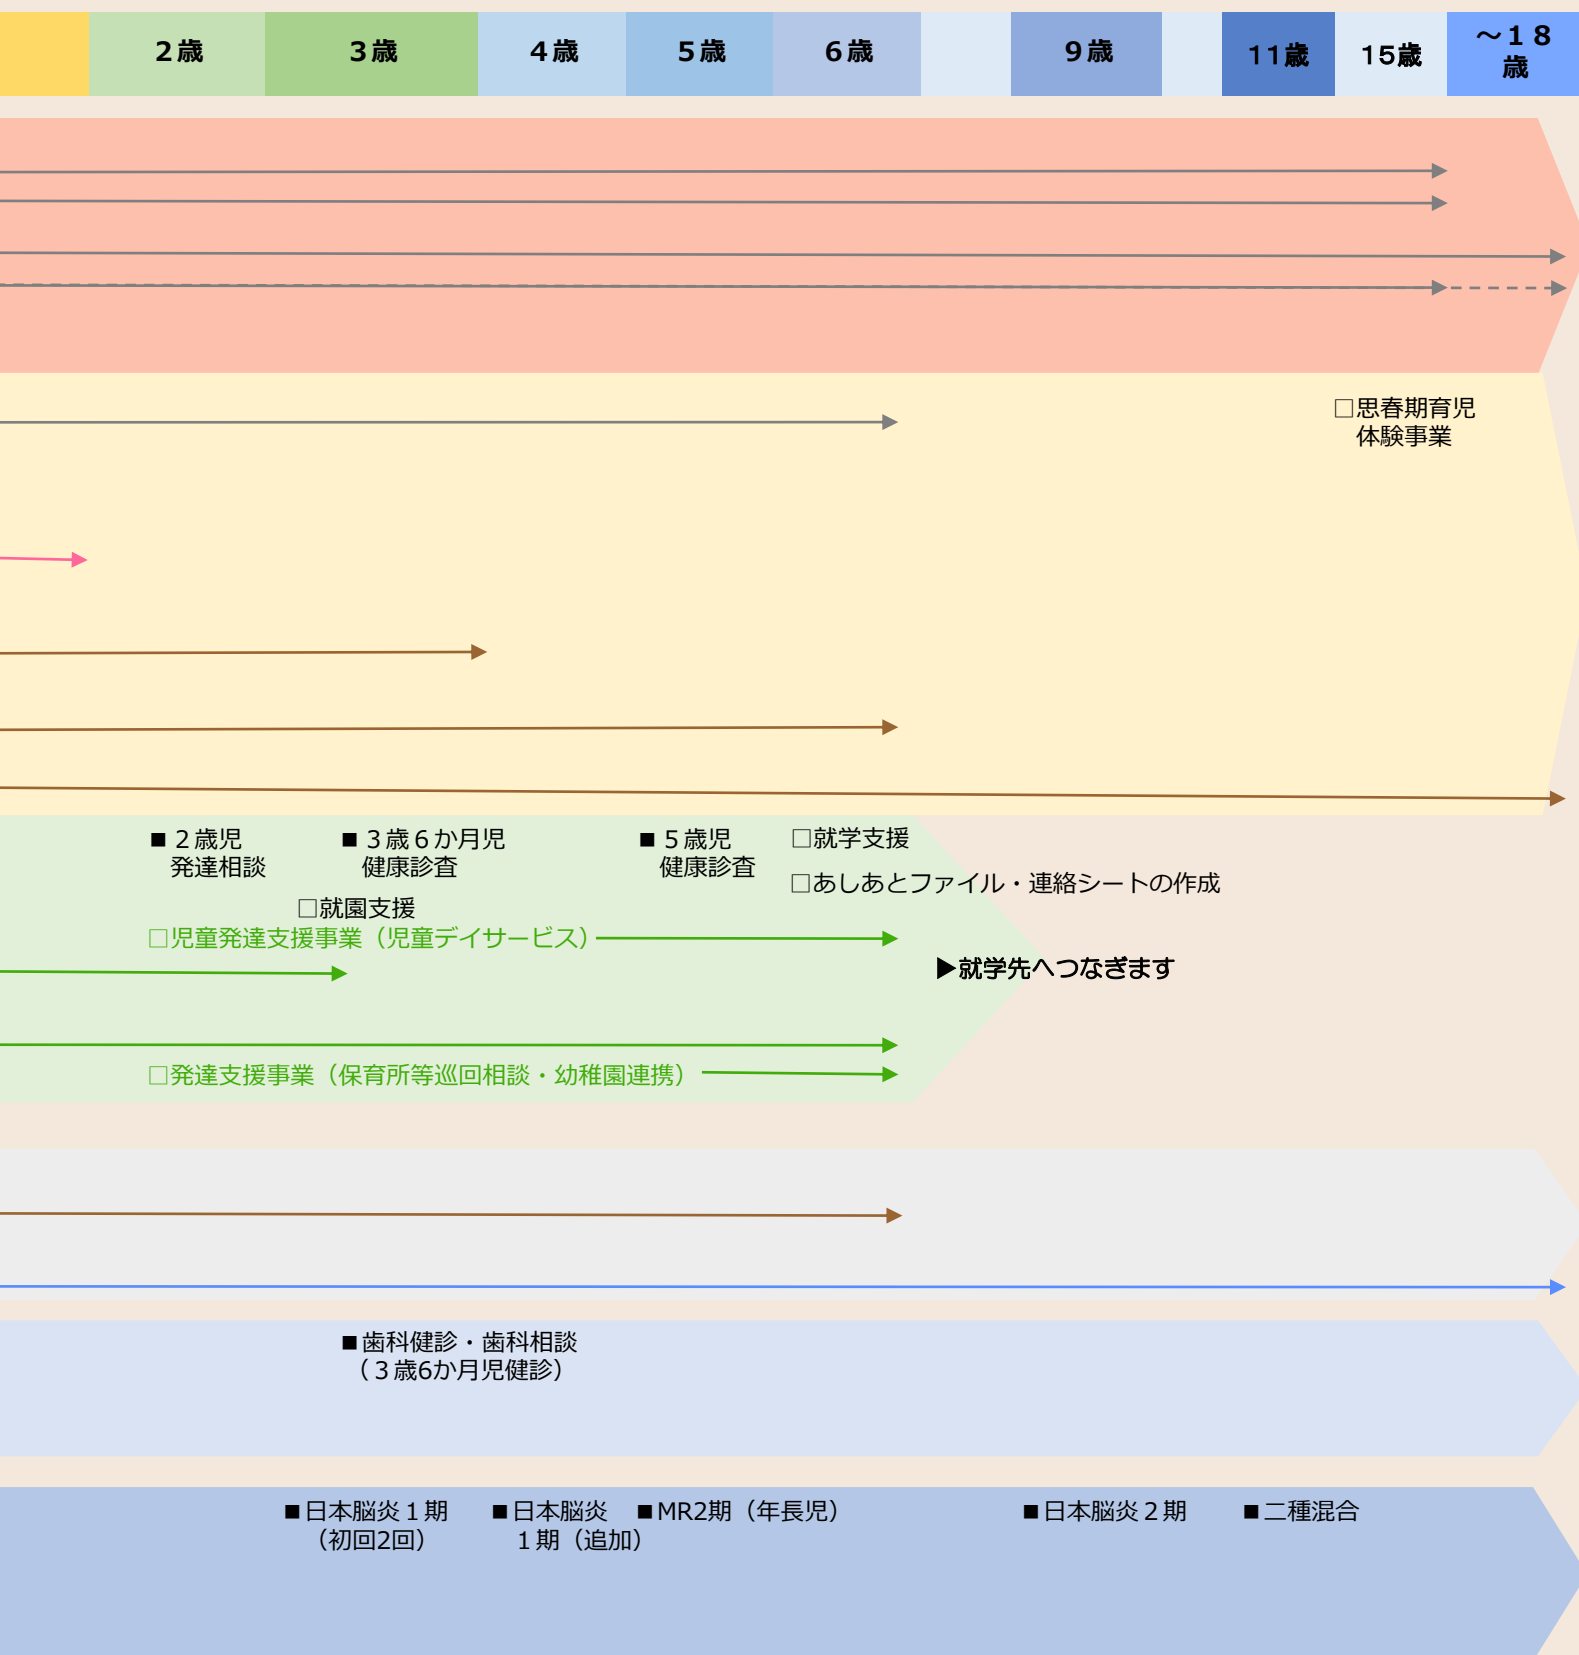 2歳
3歳
4歳
5歳
6歳
9歳
11歳
15歳
～18
歳
□思春期育児
体験事業
■２歳児
発達相談
■３歳６か月児
健康診査
■５歳児
健康診査
□就学支援
□あしあとファイル・連絡シートの作成
□就園支援
□児童発達支援事業（児童デイサービス）
▶就学先へつなぎます
□発達支援事業（保育所等巡回相談・幼稚園連携）
■歯科健診・歯科相談
（３歳6か月児健診）
■日本脳炎１期
（初回2回）
■日本脳炎
１期（追加）
■MR2期（年長児）
■日本脳炎２期
■二種混合